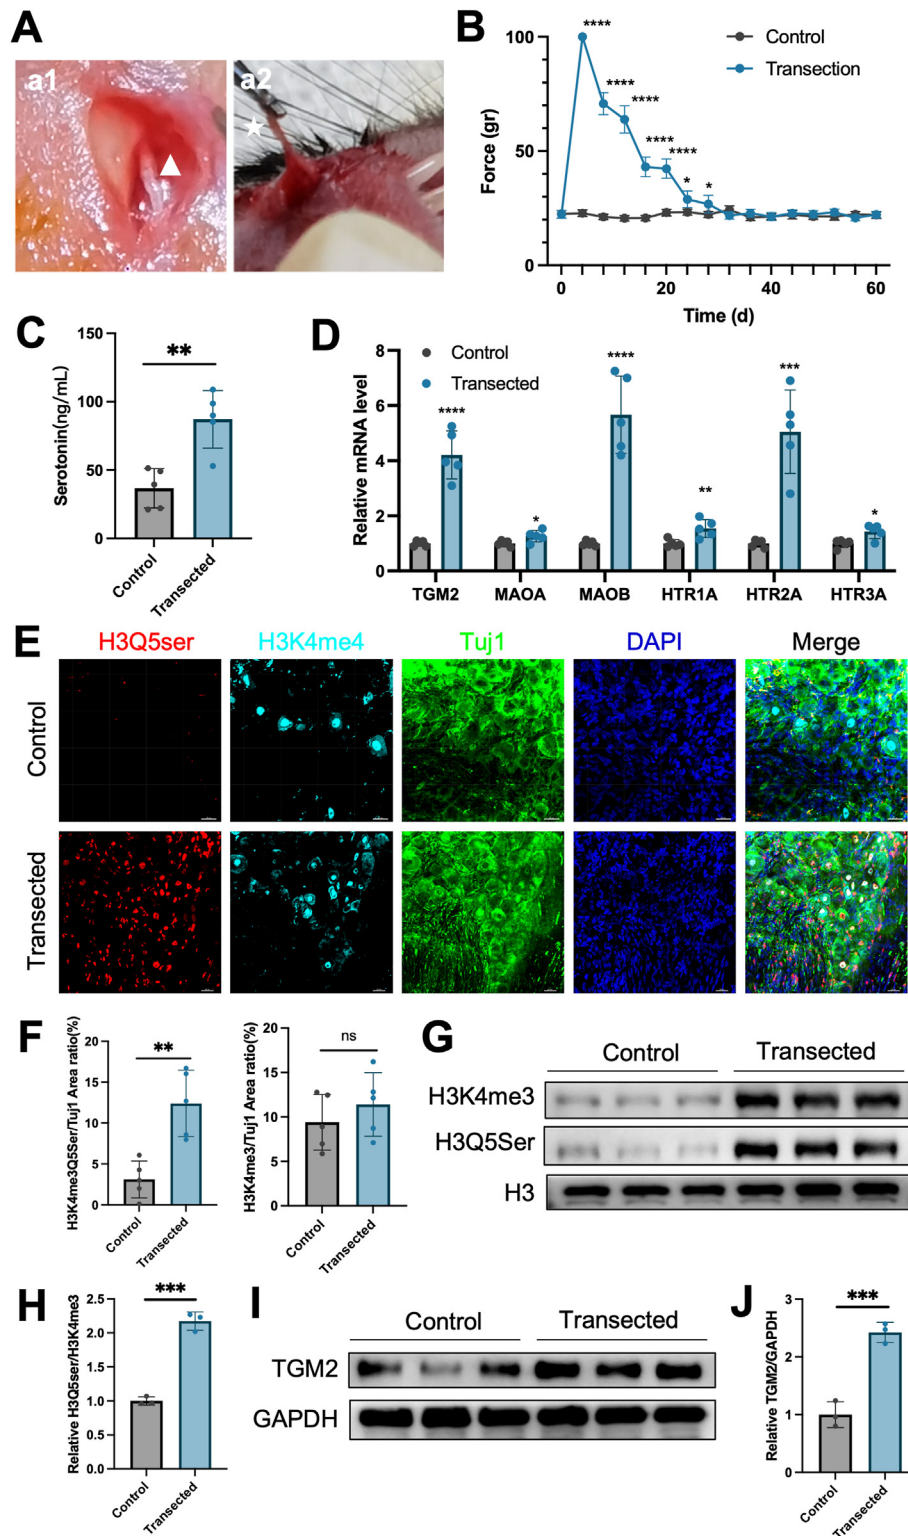 A
a1
a2
B
****
****
****
****
****
*
*
Control
Transection
Force (gr)
100
50
0
0
20
40
60
Time (d)
C
Serotonin(ng/mL)
150
100
50
0
**
Control
Transected
D
Control
Transected
Relative mRNA level
8
6
4
2
0
****
*
****
**
***
*
TGM2
MAOA
MAOB
HTR1A
HTR2A
HTR3A
E
H3Q5ser
H3K4me4
Tuj1
DAPI
Merge
Control
Transected
F
H3K4me3Q5Ser/Tuj1 Area ratio(%)
20
15
10
5
0
**
Control
Transected
H3K4me3/Tuj1 Area ratio(%)
20
15
10
5
0
ns
Control
Transected
G
Control
Transected
H3K4me3
H3Q5Ser
H3
H
Relative H3Q5ser/H3K4me3
2.5
2.0
1.5
1.0
0.5
0.0
***
Control
Transected
I
Control
Transected
TGM2
GAPDH
J
Relative TGM2/GAPDH
3
2
1
0
***
Control
Transected